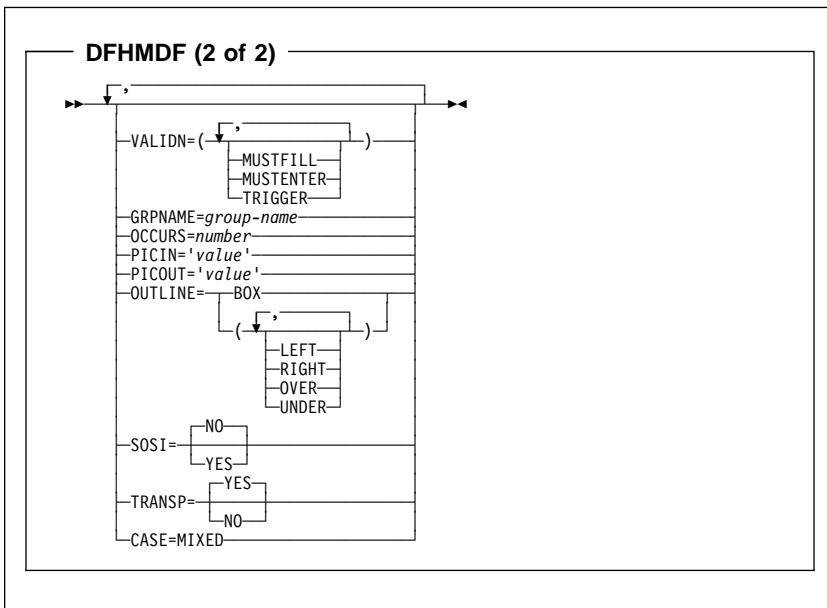 DFHMDF (2 of 2)
,
VALIDN=( , )
MUSTFILL
MUSTENTER
TRIGGER
GRPNAME=group-name
OCCURS=number
PICIN='value'
PICOUT='value'
OUTLINE= BOX
( , )
LEFT
RIGHT
OVER
UNDER
NO
SOSI=
YES
YES
TRANSP=
NO
CASE=MIXED